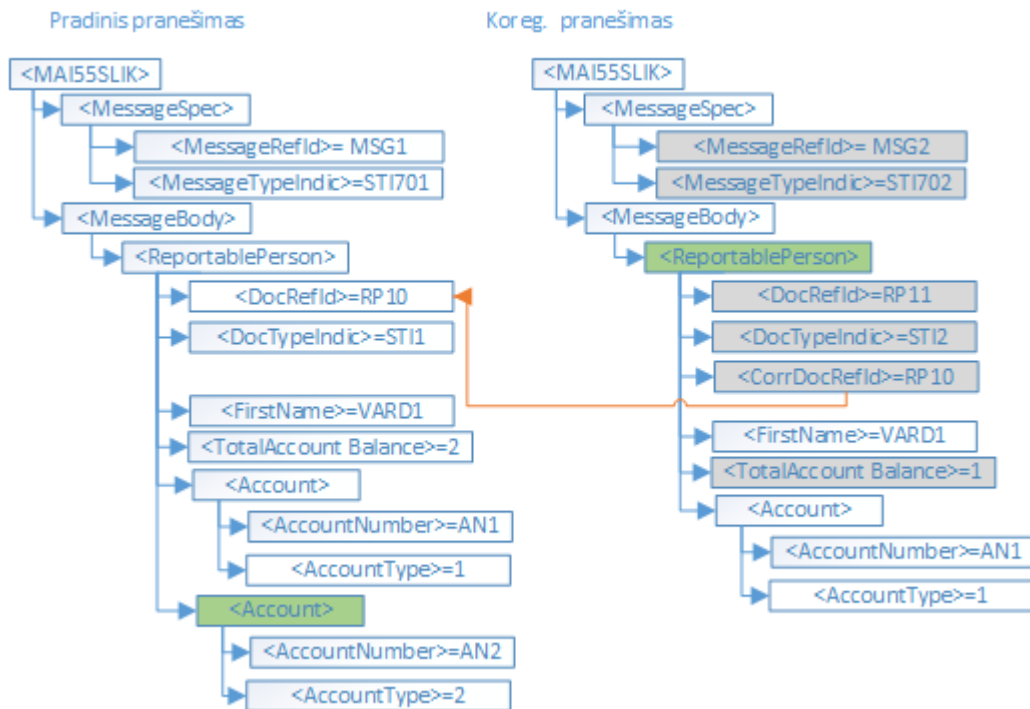 Pradinis pranešimas
<MAI55SLIK>
<MessageSpec>
<MessageRefId>= MSG1
<MessageTypeIndic>=STI701
<MessageBody>
<ReportablePerson>
<DocRefId>=RP10
<DocTypeIndic>=STI1
<FirstName>=VARD1
<TotalAccount Balance>=2
<Account>
<AccountNumber>=AN1
<AccountType>=1
<Account>
<AccountNumber>=AN2
<AccountType>=2
Koreg. pranešimas
<MAI55SLIK>
<MessageSpec>
<MessageRefId>= MSG2
<MessageTypeIndic>=STI702
<MessageBody>
<ReportablePerson>
<DocRefId>=RP11
<DocTypeIndic>=STI2
<CorrDocRefId>=RP10
<FirstName>=VARD1
<TotalAccount Balance>=1
<Account>
<AccountNumber>=AN1
<AccountType>=1